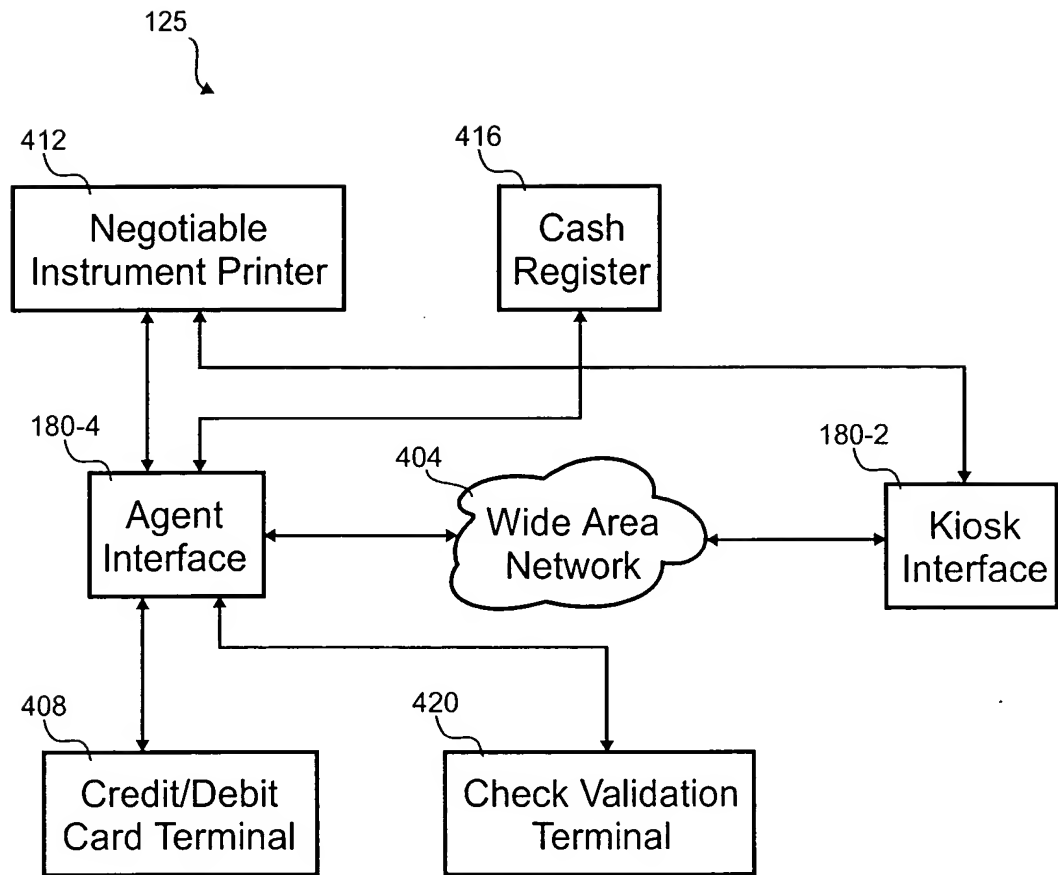 125
412
416
Negotiable
Instrument Printer
Cash
Register
180-4
404
180-2
Agent
Interface
Wide Area
Network
Kiosk
Interface
408
420
Credit/Debit
Card Terminal
Check Validation
Terminal